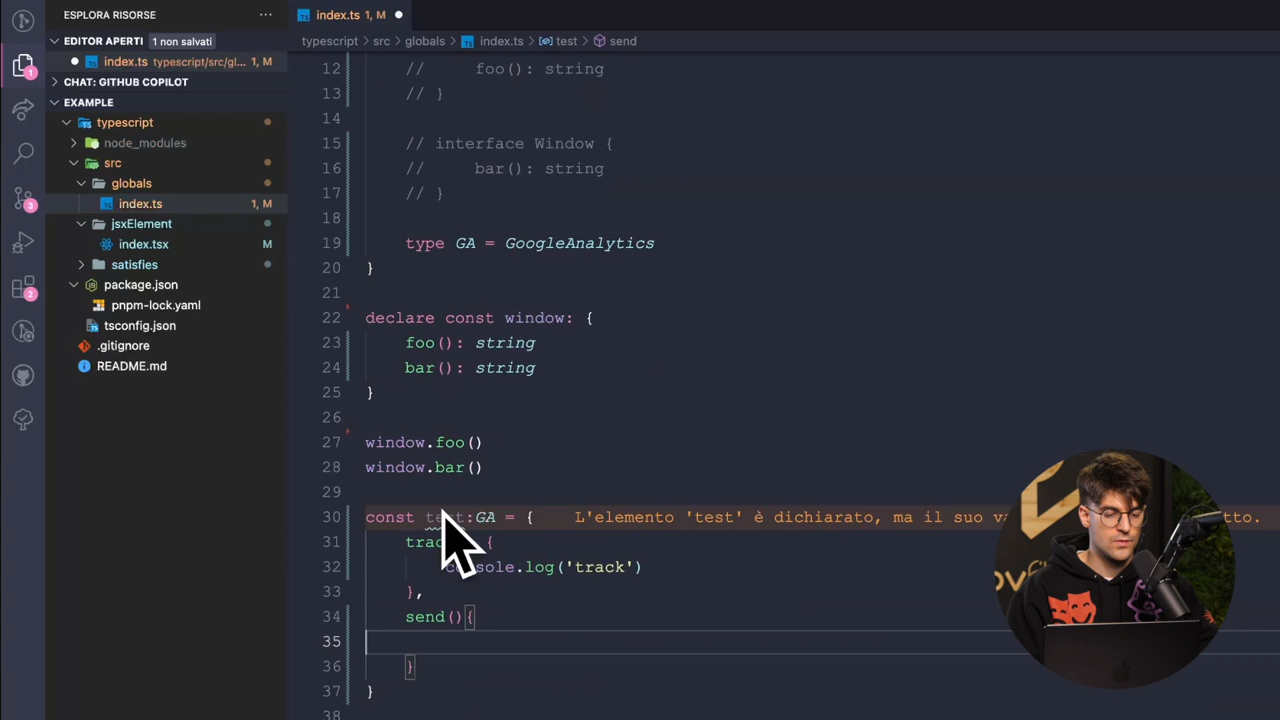 ESPLORA RISORSE
EDITOR APERTI 1 non salvati
index.ts typescript/src/gl... 1, M
CHAT: GITHUB COPILOT
EXAMPLE
typescript
node_modules
src
globals
index.ts 1, M
jsxElement
index.tsx M
satisfies
package.json
pnpm-lock.yaml
tsconfig.json
.gitignore
README.md
1
3
2
index.ts 1, M
typescript > src > globals > index.ts > test > send
12 // foo(): string
13 // }
14
15 // interface Window {
16 // bar(): string
17 // }
18
19 type GA = GoogleAnalytics
20 }
21
22 declare const window: {
23 foo(): string
24 bar(): string
25 }
26
27 window.foo()
28 window.bar()
29
30 const test:GA = { L'elemento 'test' è dichiarato, ma il suo
31 {
32 .log('track')
33 },
34 send(){
35
36 }
37 }
38